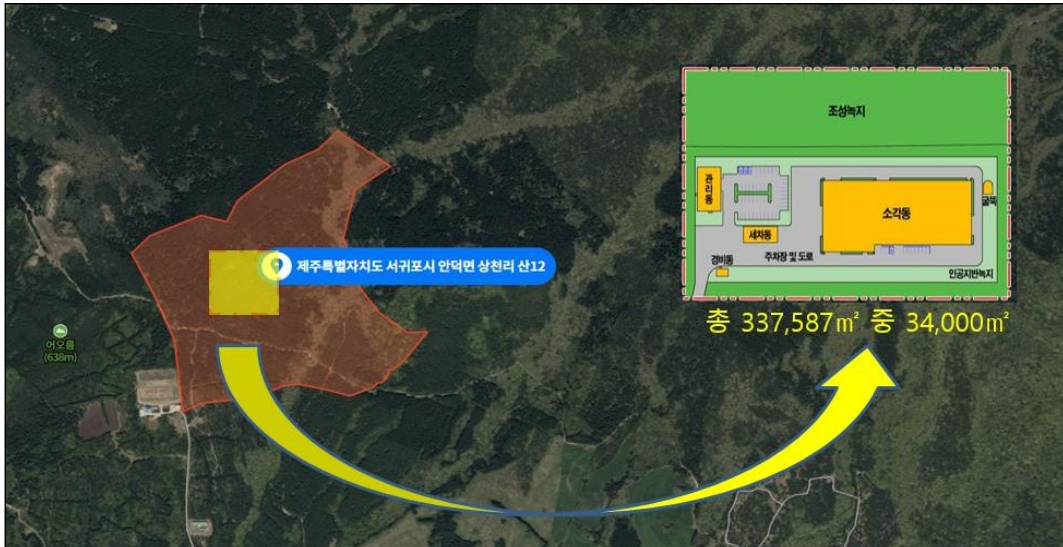 조성녹지
관리동
세차동
소각동
굴뚝
경비동
주차장 및 도로
인공지반녹지
제주특별자치도 서귀포시 안덕면 상천리 산12
총 337,587㎡ 중 34,000㎡
어오름
(638m)